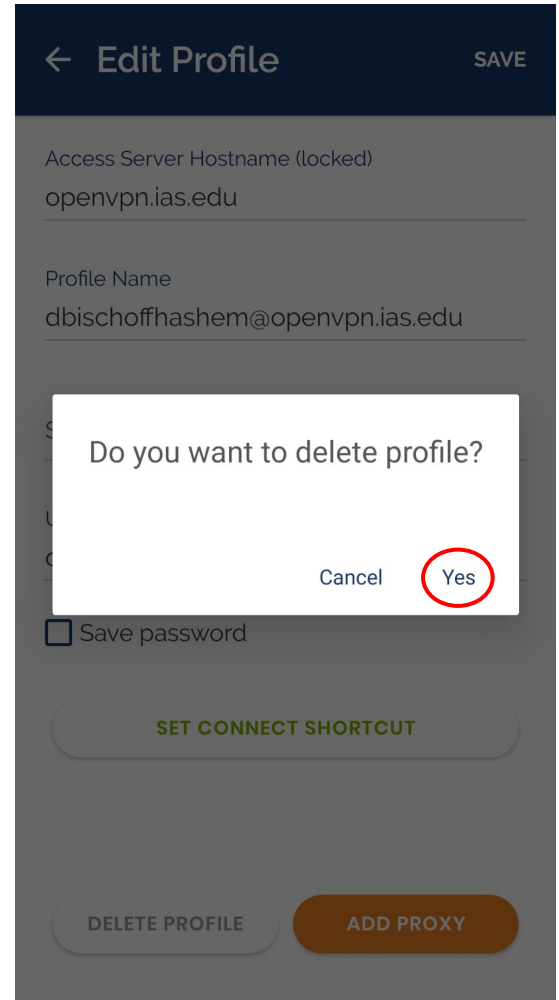 ← Edit Profile SAVE
Access Server Hostname (locked)
openvpn.ias.edu
Profile Name
dbischoffhashem@openvpn.ias.edu
Do you want to delete profile?
Cancel Yes
Save password
SET CONNECT SHORTCUT
DELETE PROFILE ADD PROXY